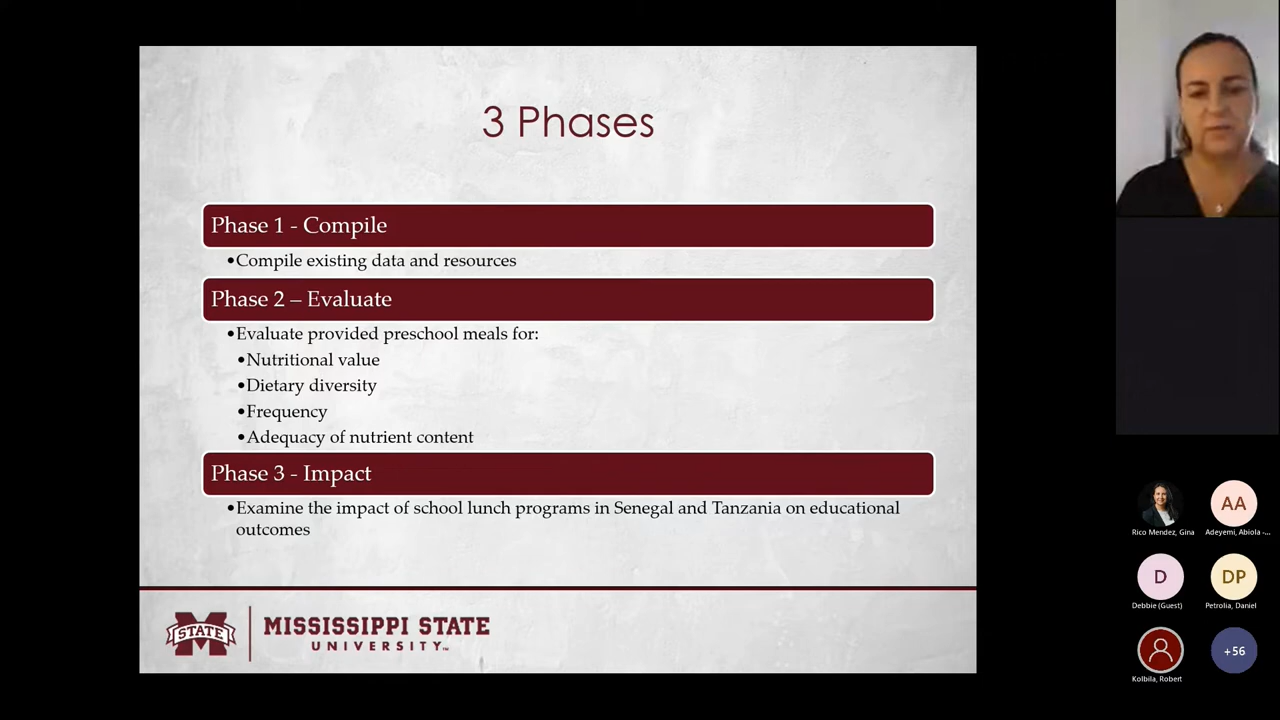 3 Phases
Phase 1 - Compile
•Compile existing data and resources
Phase 2 – Evaluate
•Evaluate provided preschool meals for:
•Nutritional value
•Dietary diversity
•Frequency
•Adequacy of nutrient content
Phase 3 - Impact
•Examine the impact of school lunch programs in Senegal and Tanzania on educational
outcomes
M
STATE
MISSISSIPPI STATE
UNIVERSITY™
AA
Rico Mendez, Gina
Adeyemi, Abiola -...
D
DP
Debbie (Guest)
Petrolia, Daniel
+56
Kolbila, Robert